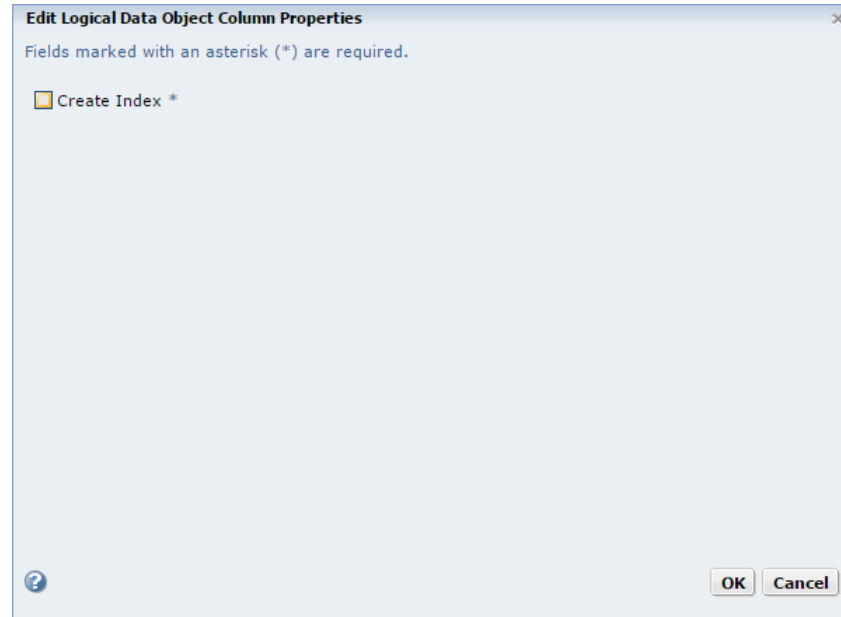 Edit Logical Data Object Column Properties
Fields marked with an asterisk (*) are required.
Create Index *
OK Cancel